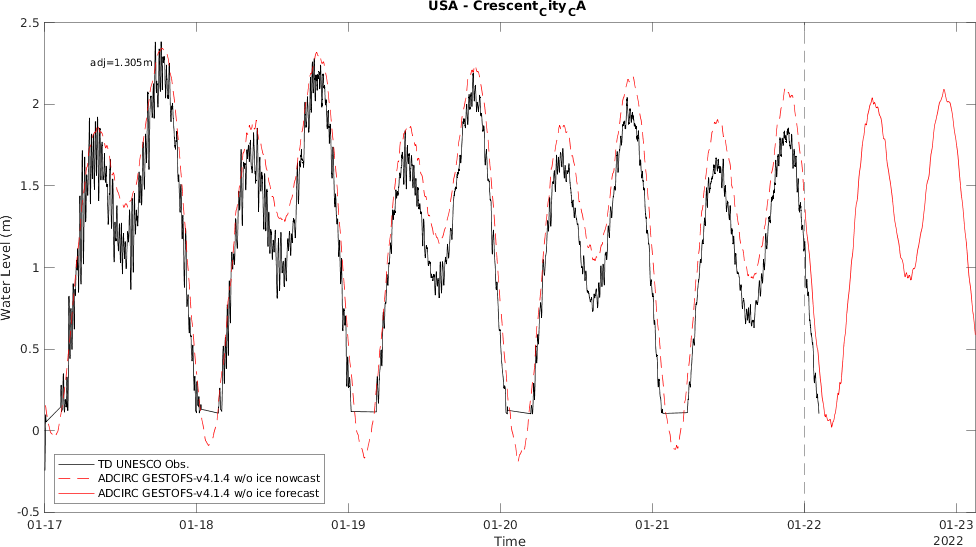 USA - CrescentCityCA
2.5
2
1.5
1
0.5
0
-0.5
Water Level (m)
adj=1.305m
TD UNESCO Obs.
ADCIRC GESTOFS-v4.1.4 w/o ice nowcast
ADCIRC GESTOFS-v4.1.4 w/o ice forecast
01-17 01-18 01-19 01-20 01-21 01-22 01-23
Time
2022